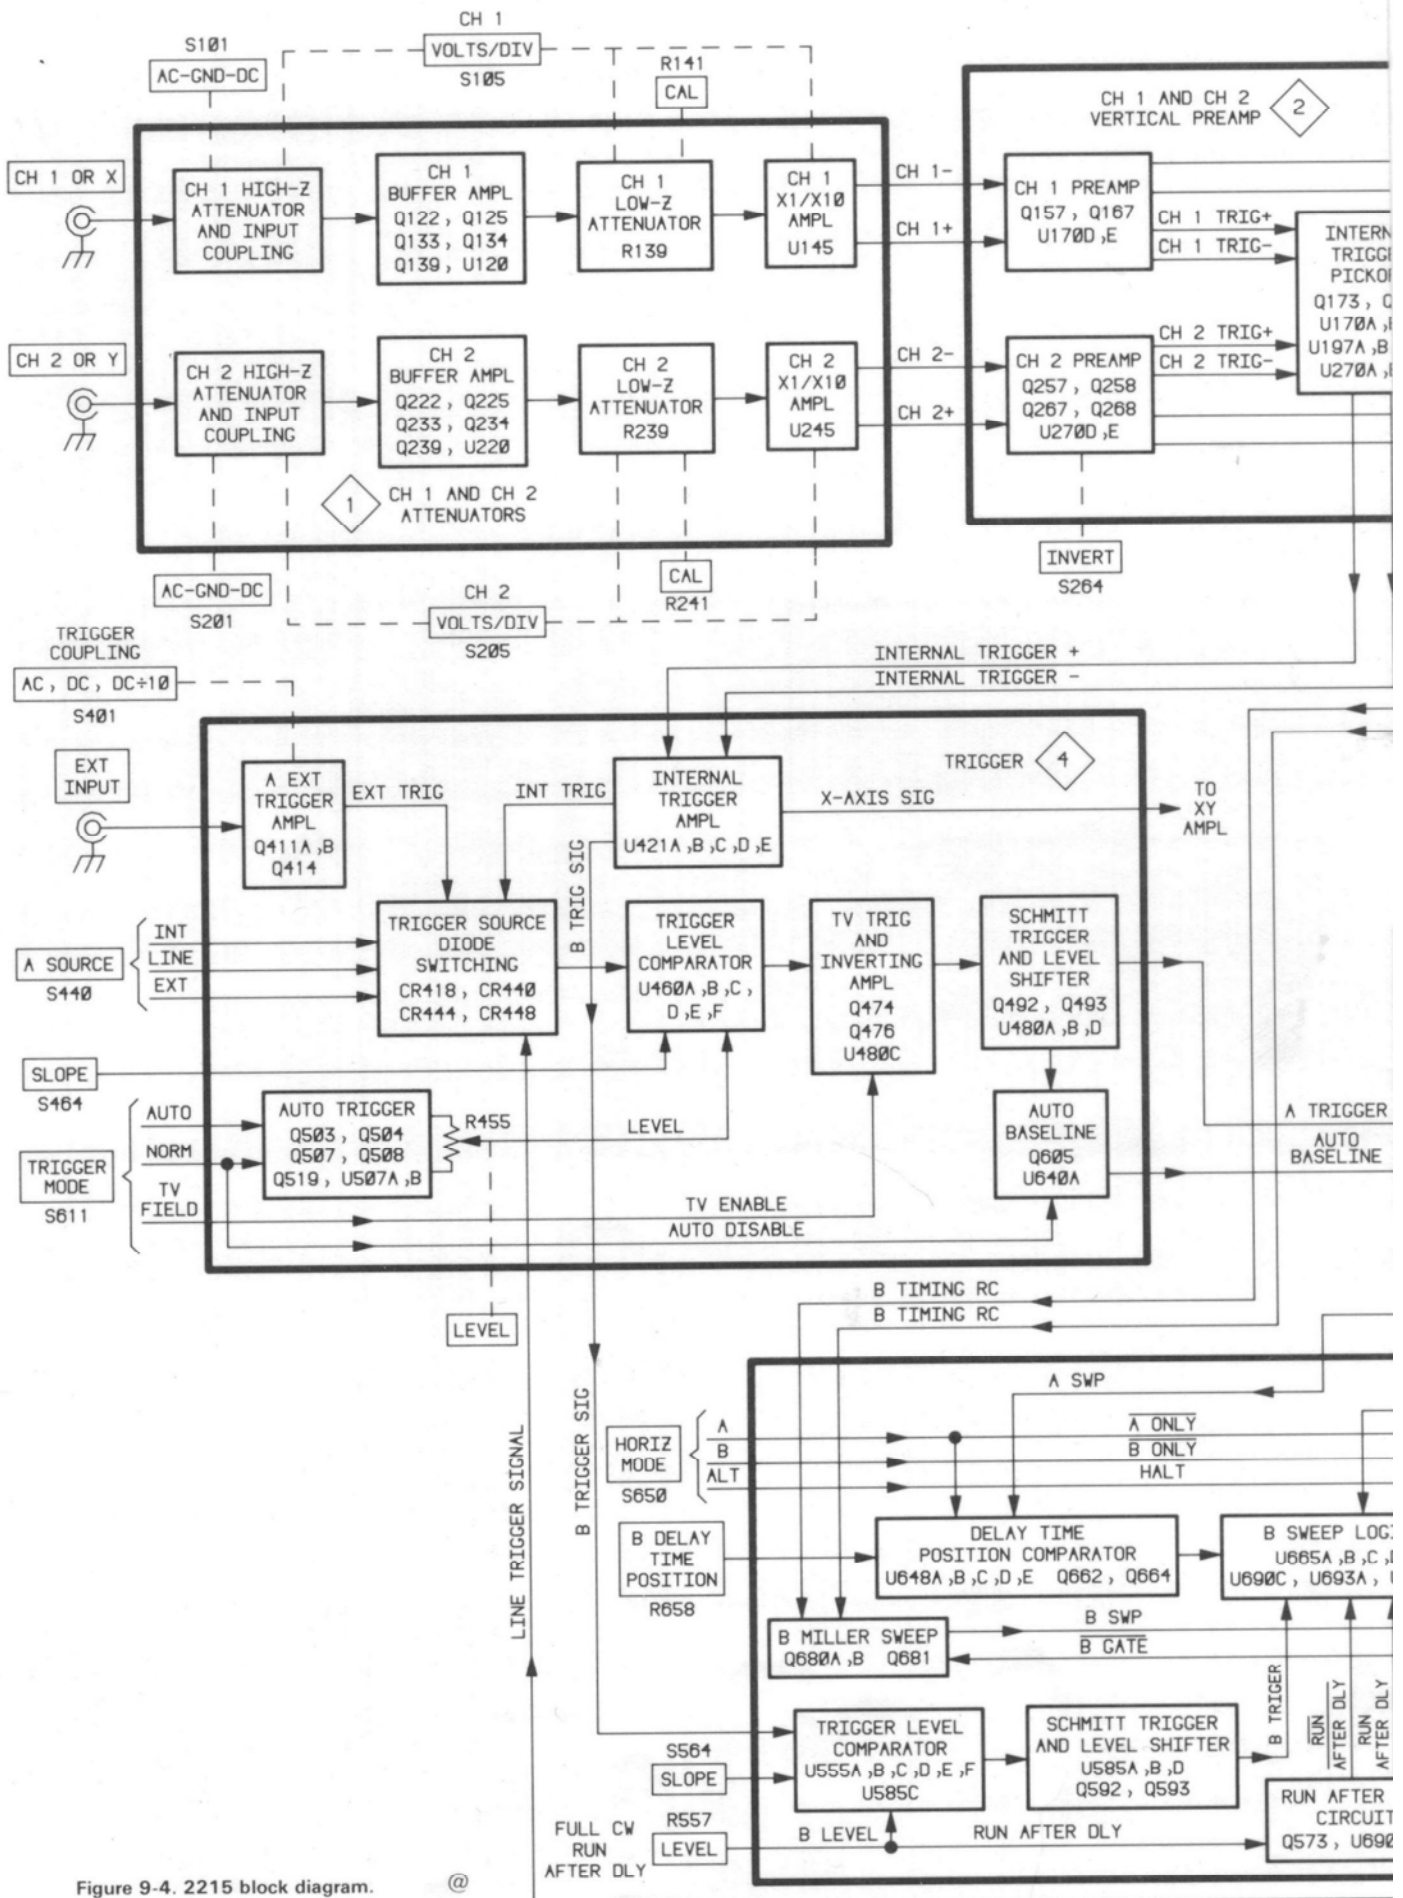 CH 1
VOLTS/DIV
S105
S101
AC-GND-DC
R141
CAL
CH 1 AND CH 2
VERTICAL PREAMP
2
CH 1 OR X
CH 1 HIGH-Z
ATTENUATOR
AND INPUT
COUPLING
CH 1
BUFFER AMPL
Q122, Q125
Q133, Q134
Q139, U120
CH 1
LOW-Z
ATTENUATOR
R139
CH 1
X1/X10
AMPL
U145
CH 1-
CH 1+
CH 1 PREAMP
Q157, Q167
U170D,E
CH 1 TRIG+
CH 1 TRIG-
INTERN
TRIGGE
PICKOF
Q173, Q
U170A,
U197A,B
U270A,
CH 2 OR Y
CH 2 HIGH-Z
ATTENUATOR
AND INPUT
COUPLING
CH 2
BUFFER AMPL
Q222, Q225
Q233, Q234
Q239, U220
CH 2
LOW-Z
ATTENUATOR
R239
CH 2
X1/X10
AMPL
U245
CH 2-
CH 2+
CH 2 PREAMP
Q257, Q258
Q267, Q268
U270D,E
CH 2 TRIG+
CH 2 TRIG-
1
CH 1 AND CH 2
ATTENUATORS
AC-GND-DC
S201
CH 2
VOLTS/DIV
S205
CAL
R241
INVERT
S264
TRIGGER
COUPLING
AC, DC, DC÷10
S401
INTERNAL TRIGGER +
INTERNAL TRIGGER -
EXT
INPUT
A EXT
TRIGGER
AMPL
Q411A,B
Q414
EXT TRIG
INT TRIG
INTERNAL
TRIGGER
AMPL
U421A,B,C,D,E
TRIGGER
4
X-AXIS SIG
TO
XY
AMPL
B TRIG SIG
A SOURCE
S440
INT
LINE
EXT
TRIGGER SOURCE
DIODE
SWITCHING
CR418, CR440
CR444, CR448
TRIGGER
LEVEL
COMPARATOR
U460A,B,C,
D,E,F
TV TRIG
AND
INVERTING
AMPL
Q474
Q476
U480C
SCHMITT
TRIGGER
AND LEVEL
SHIFTER
Q492, Q493
U480A,B,D
SLOPE
S464
TRIGGER
MODE
S611
AUTO
NORM
TV
FIELD
AUTO TRIGGER
Q503, Q504
Q507, Q508
Q519, U507A,B
R455
LEVEL
AUTO
BASELINE
Q605
U640A
A TRIGGER
AUTO
BASELINE
TV ENABLE
AUTO DISABLE
LEVEL
B TIMING RC
B TIMING RC
LINE TRIGGER SIGNAL
B TRIGGER SIG
A SWP
HORIZ
MODE
S650
A
B
ALT
A ONLY
B ONLY
HALT
B DELAY
TIME
POSITION
R658
DELAY TIME
POSITION COMPARATOR
U648A,B,C,D,E Q662, Q664
B SWEEP LOGI
U665A,B,C,D
U690C, U693A, U
B MILLER SWEEP
Q680A,B Q681
B SWP
B GATE
B TRIGER
RUN
AFTER DLY
RUN
AFTER DLY
S564
SLOPE
TRIGGER LEVEL
COMPARATOR
U555A,B,C,D,E,F
U585C
SCHMITT TRIGGER
AND LEVEL SHIFTER
U585A,B,D
Q592, Q593
RUN AFTER
CIRCUIT
Q573, U690
FULL CW
RUN
AFTER DLY
R557
LEVEL
B LEVEL
RUN AFTER DLY
Figure 9-4. 2215 block diagram.
@